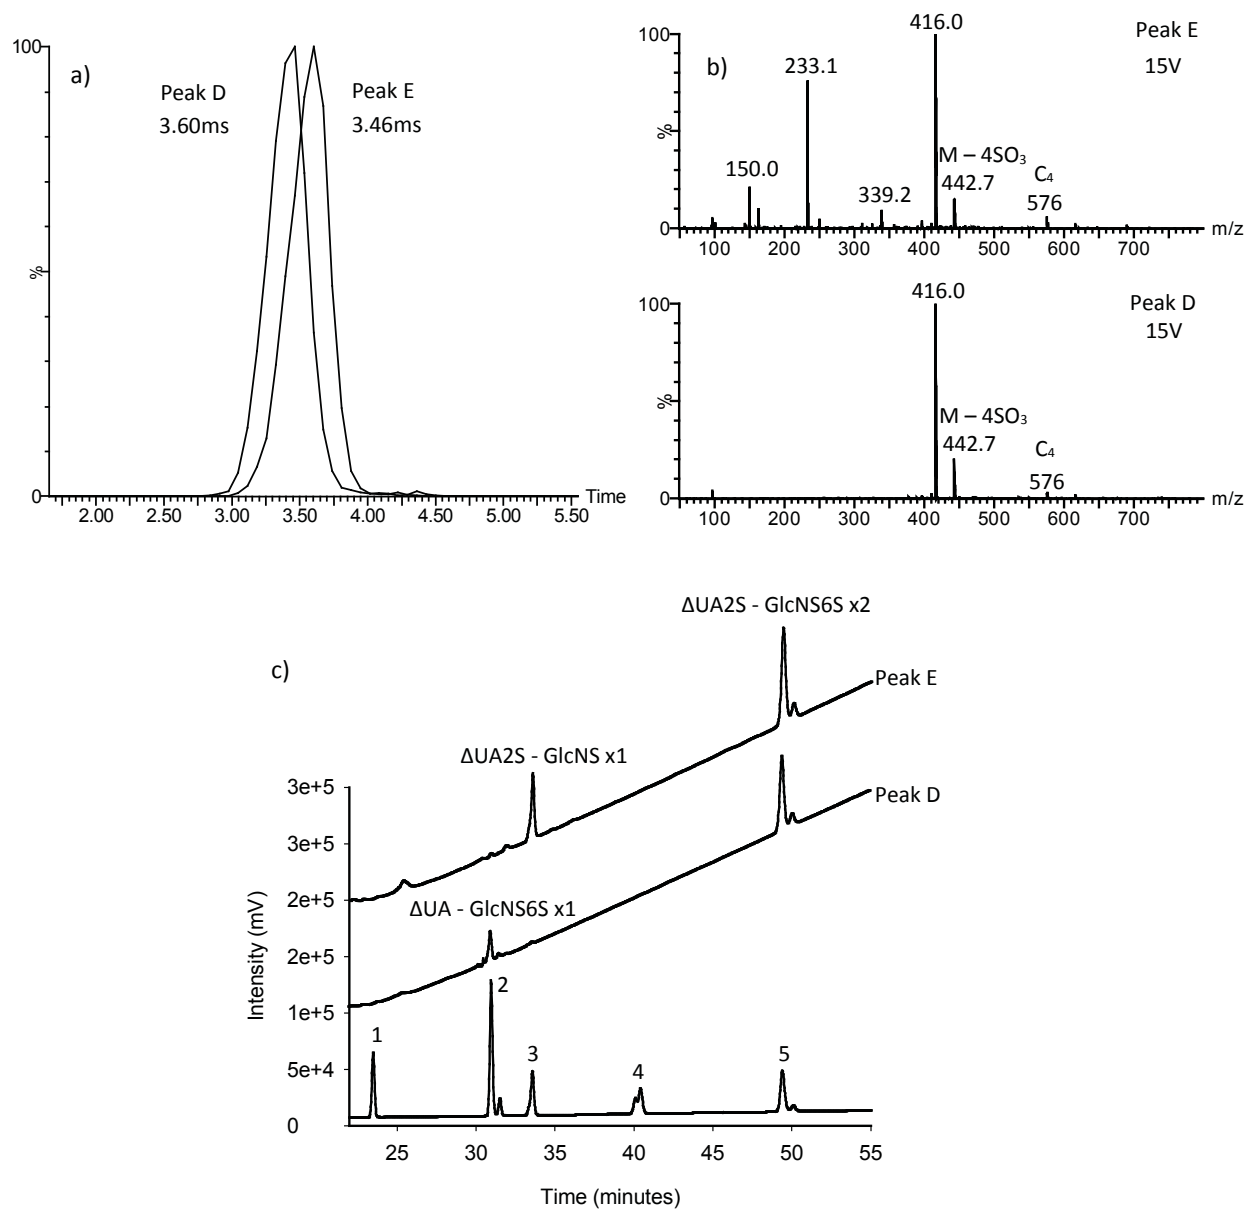 a)
100
%
0
Peak D
3.60ms
Peak E
3.46ms
2.00 2.50 3.00 3.50 4.00 4.50 5.00 5.50
Time
b)
Peak E
15V
100
%
0
416.0
233.1
150.0
339.2
M – 4SO₃
442.7
C₄
576
100 200 300 400 500 600 700
m/z
Peak D
15V
100
%
0
416.0
M – 4SO₃
442.7
C₄
576
100 200 300 400 500 600 700
m/z
c)
ΔUA2S - GlcNS6S x2
Peak E
ΔUA2S - GlcNS x1
Peak D
ΔUA - GlcNS6S x1
1
2
3
4
5
3e+5
3e+5
2e+5
2e+5
1e+5
5e+4
0
Intensity (mV)
25 30 35 40 45 50 55
Time (minutes)